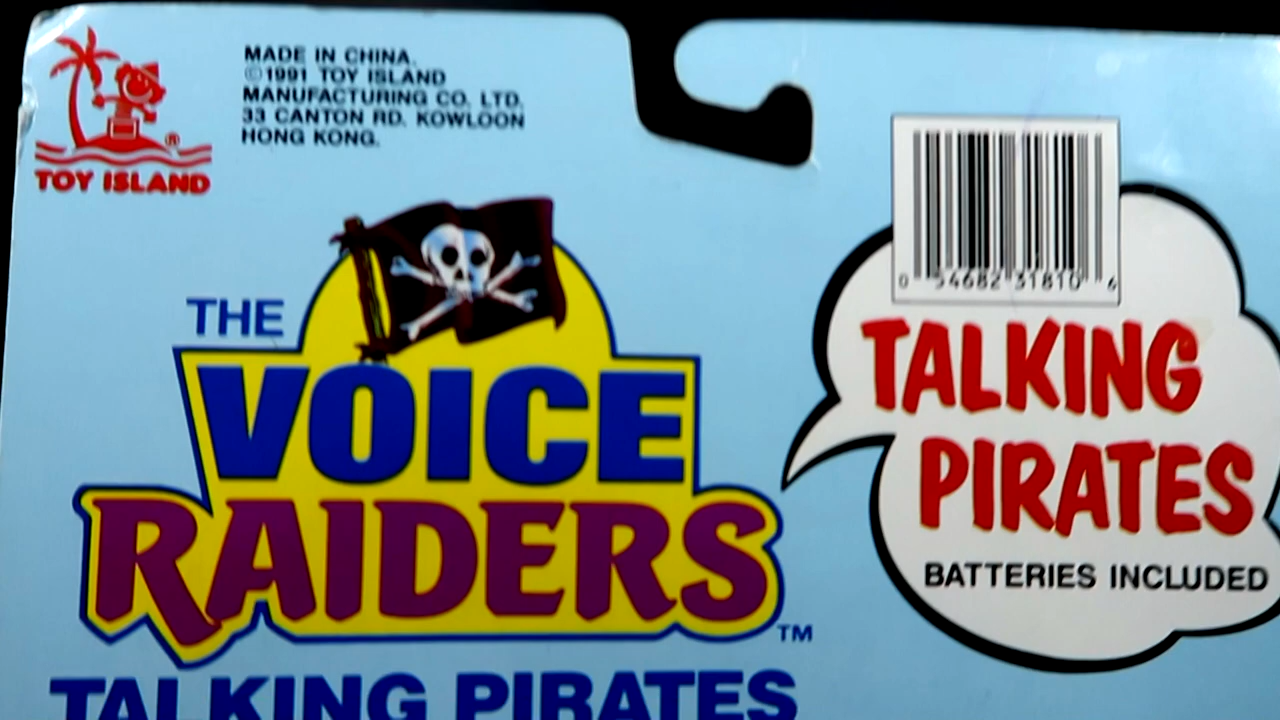 MADE IN CHINA.
©1991 TOY ISLAND
MANUFACTURING CO. LTD.
33 CANTON RD. KOWLOON
HONG KONG.
®
TOY ISLAND
0 54682 31810 4
THE
VOICE
RAIDERS
TM
TALKING PIRATES
TALKING
PIRATES
BATTERIES INCLUDED